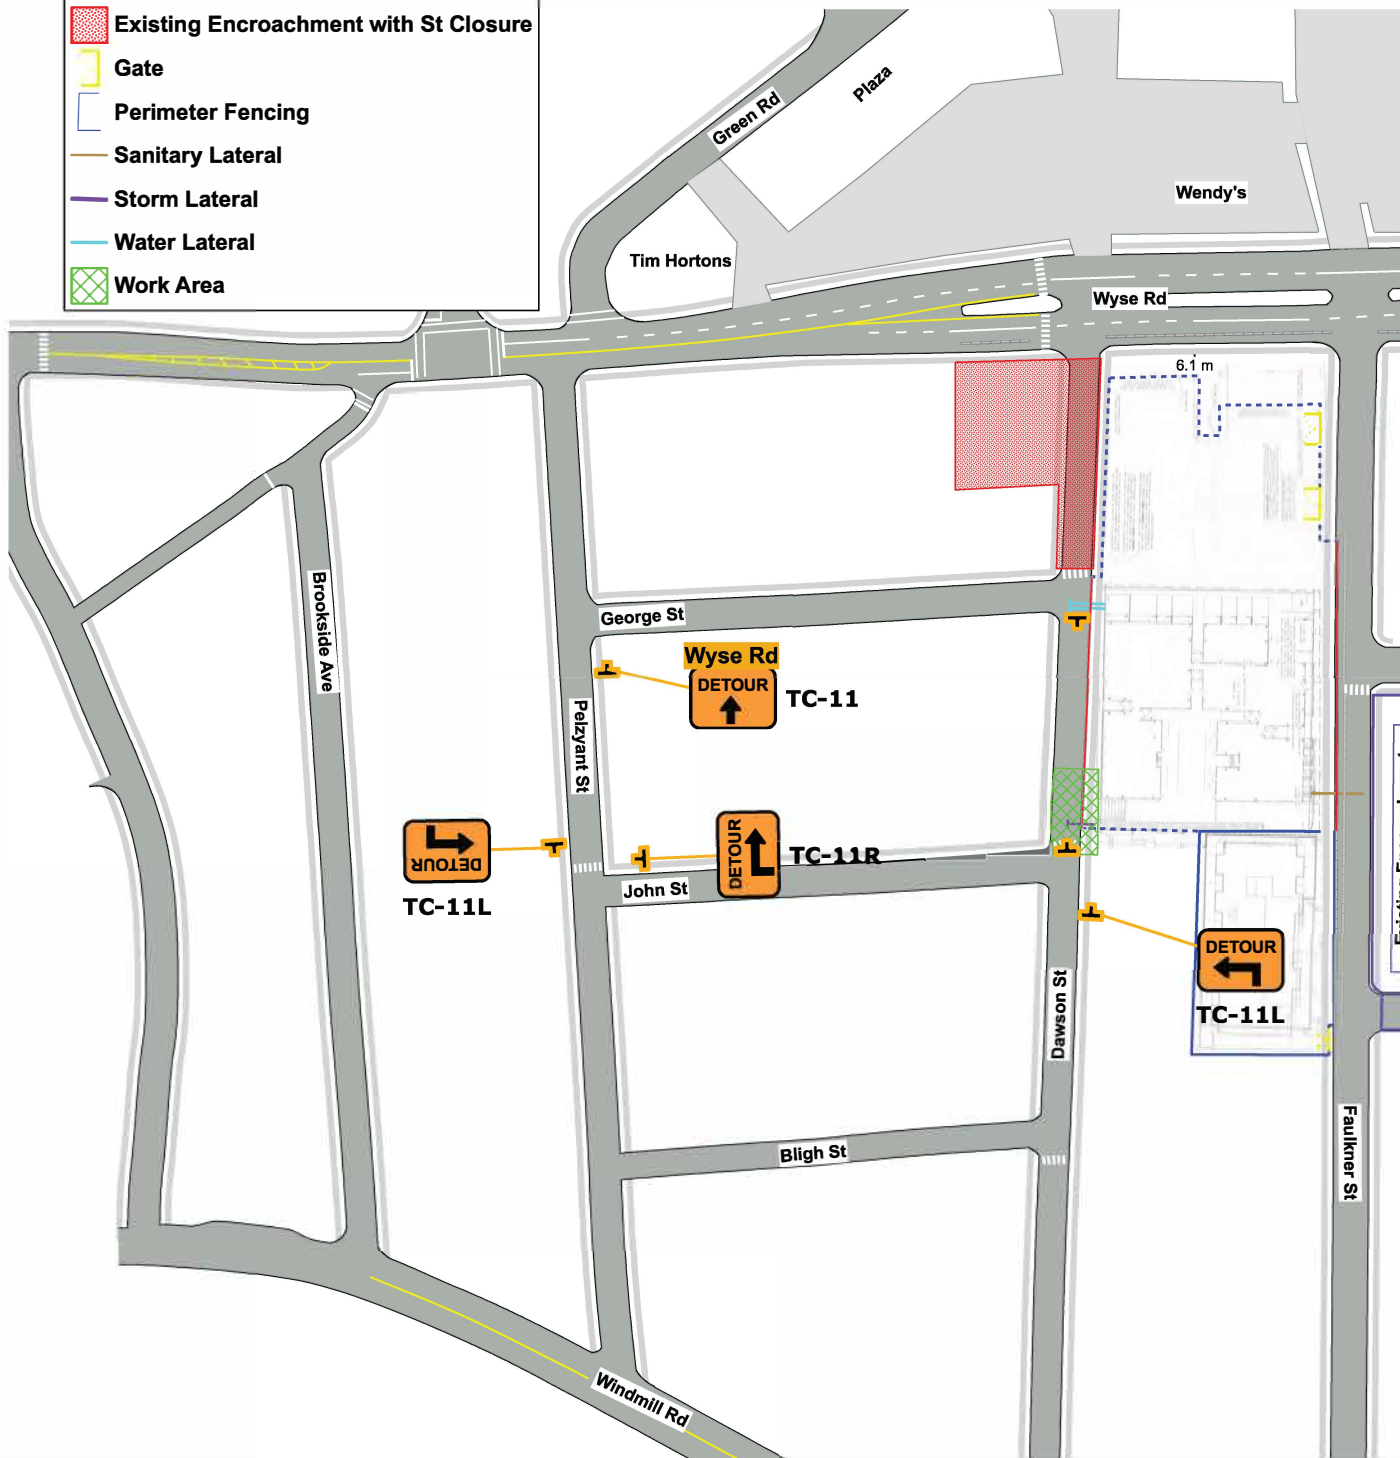 Existing Encroachment with St Closure
Gate
Perimeter Fencing
Sanitary Lateral
Storm Lateral
Water Lateral
Work Area
Green Rd
Plaza
Wendy's
Tim Hortons
Wyse Rd
6.1 m
Brookside Ave
George St
Wyse Rd
DETOUR
TC-11
Pelzyant St
DETOUR
TC-11L
DETOUR
TC-11R
John St
DETOUR
TC-11L
Dawson St
Bligh St
Faulkner St
Windmill Rd